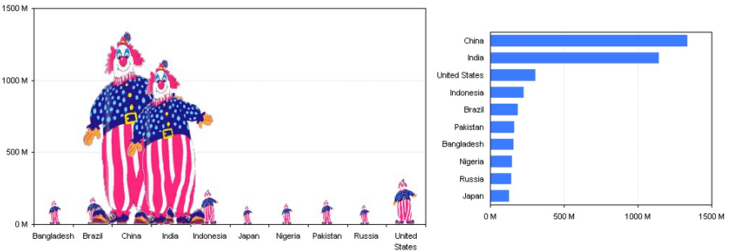 1500 M
1000 M
500 M
0 M
Bangladesh Brazil China India Indonesia Japan Nigeria Pakistan Russia United
States
China
India
United States
Indonesia
Brazil
Pakistan
Bangladesh
Nigeria
Russia
Japan
0 M 500 M 1000 M 1500 M